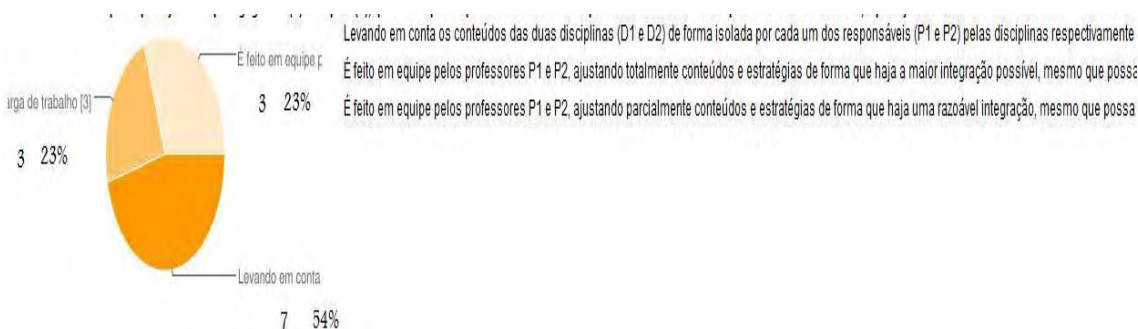 Levando em conta os conteúdos das duas disciplinas (D1 e D2) de forma isolada por cada um dos responsáveis (P1 e P2) pelas disciplinas respectivamente
É feito em equipe pelos professores P1 e P2, ajustando totalmente conteúdos e estratégias de forma que haja a maior integração possível, mesmo que possa
É feito em equipe pelos professores P1 e P2, ajustando parcialmente conteúdos e estratégias de forma que haja uma razoável integração, mesmo que possa
É feito em equipe p
3 23%
arga de trabalho [3]
3 23%
Levando em conta
7 54%